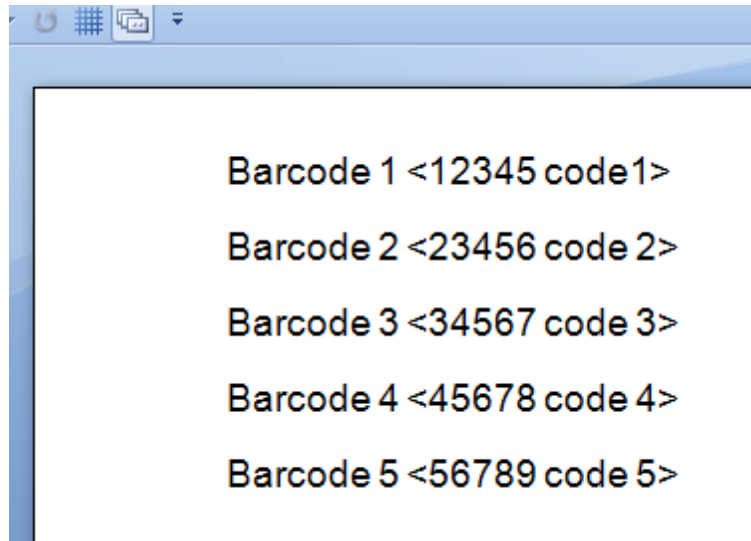 Barcode 1 <12345 code1>
Barcode 2 <23456 code 2>
Barcode 3 <34567 code 3>
Barcode 4 <45678 code 4>
Barcode 5 <56789 code 5>